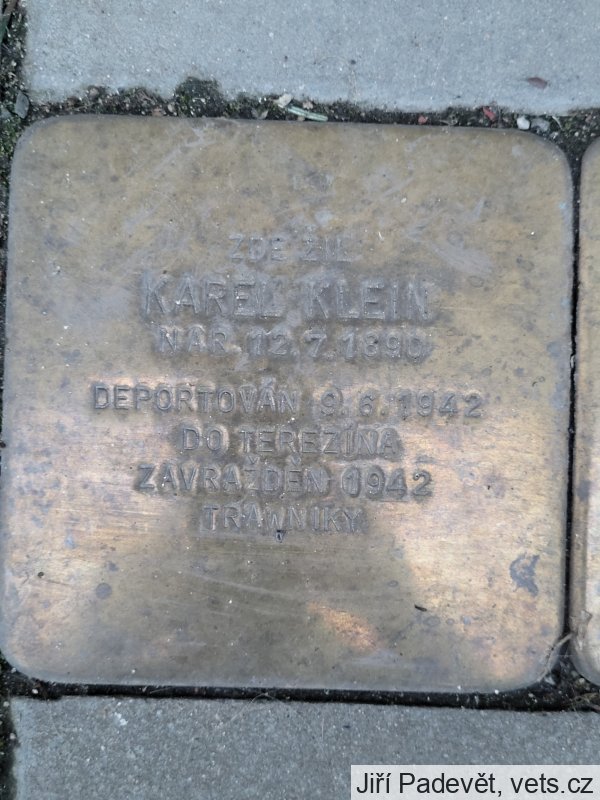 ZDE ŽIL
KAREL KLEIN
NAR. 12.7.1890
DEPORTOVÁN 9.6.1942
DO TEREZÍNA
ZAVRAŽDĚN 1942
TRAWNIKY
Jiří Padevět, vets.cz